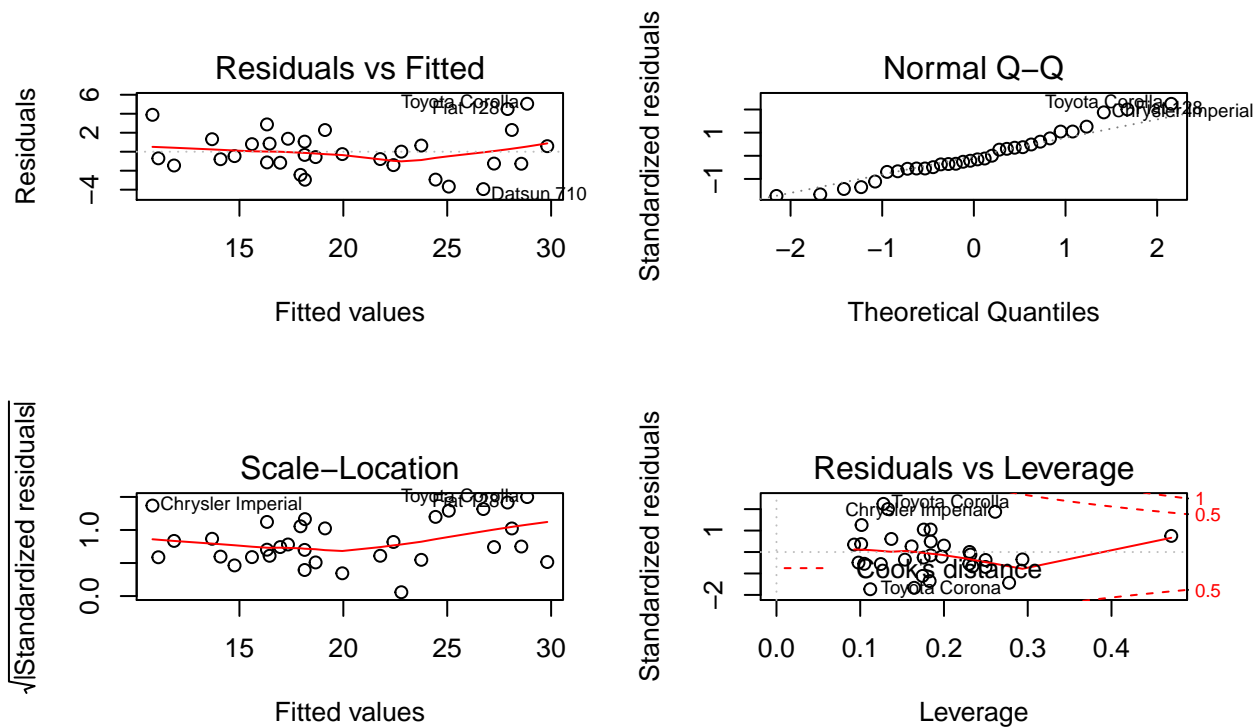 Residuals vs Fitted
Residuals
6
2
−4
Toyota Corolla
Fiat 128
Datsun 710
15 20 25 30
Fitted values
Normal Q−Q
Standardized residuals
1
−1
Toyota Corolla
Fiat 128
Chrysler Imperial
−2 −1 0 1 2
Theoretical Quantiles
Scale−Location
√|Standardized residuals|
1.0
0.0
Chrysler Imperial
Toyota Corolla
Fiat 128
15 20 25 30
Fitted values
Residuals vs Leverage
Standardized residuals
1
−2
Toyota Corolla
Chrysler Imperial
Cook's distance
Toyota Corona
1
0.5
0.5
0.0 0.1 0.2 0.3 0.4
Leverage